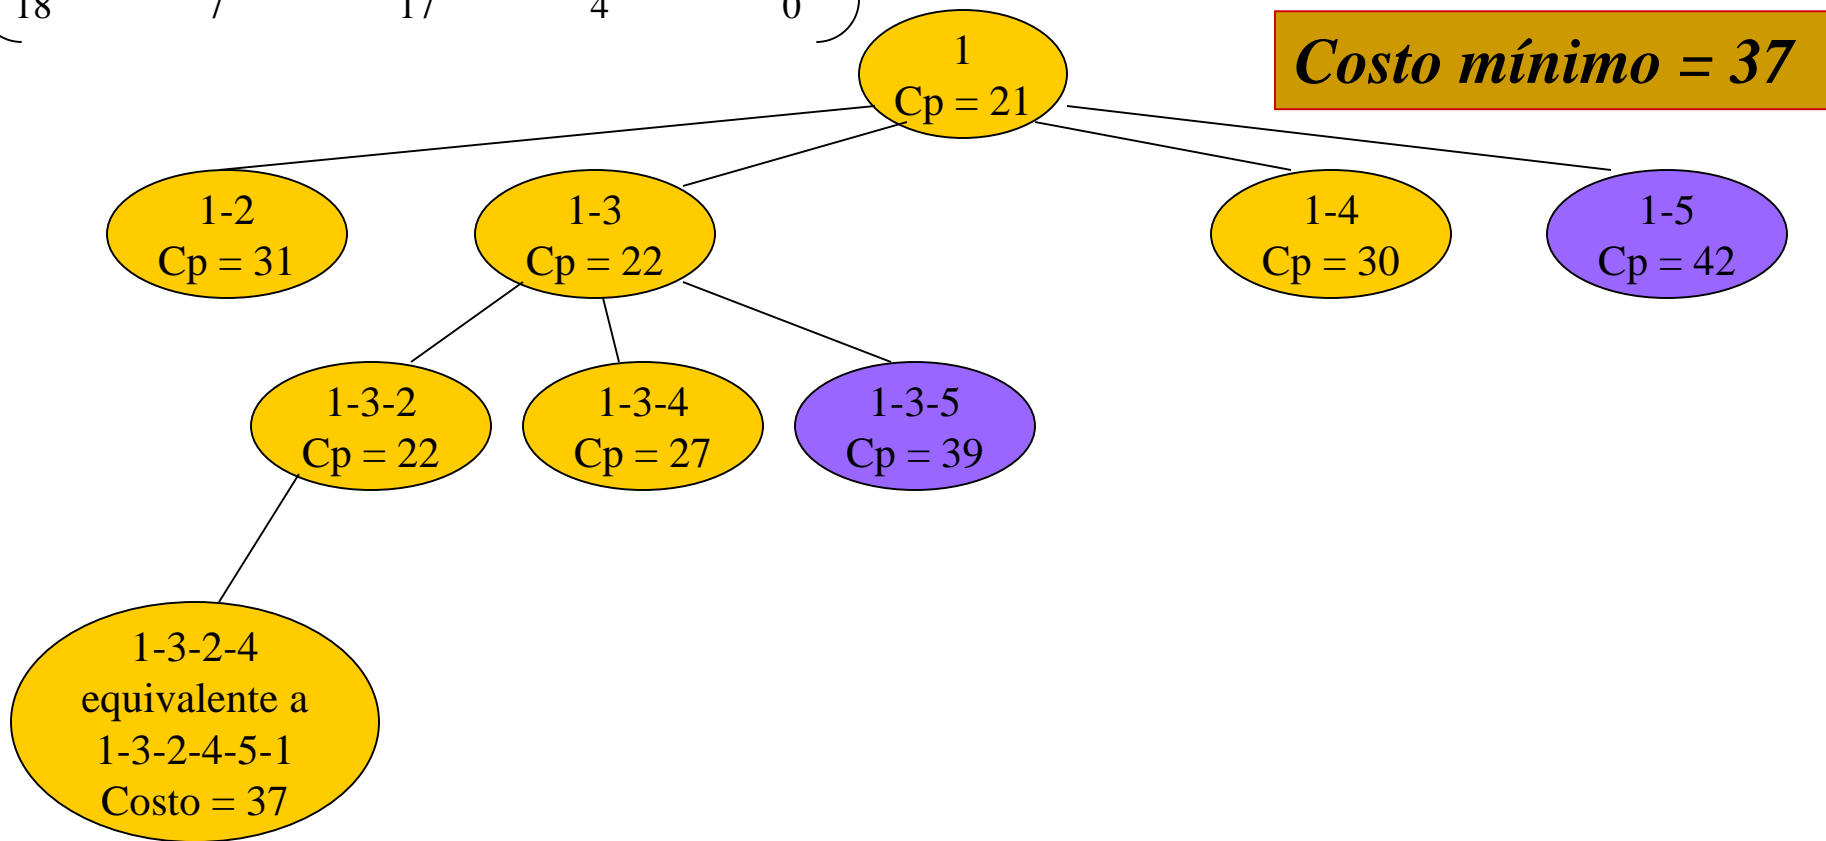 18 7 17 4 0
Costo mínimo = 37
1
Cp = 21
1-2
Cp = 31
1-3
Cp = 22
1-4
Cp = 30
1-5
Cp = 42
1-3-2
Cp = 22
1-3-4
Cp = 27
1-3-5
Cp = 39
1-3-2-4
equivalente a
1-3-2-4-5-1
Costo = 37